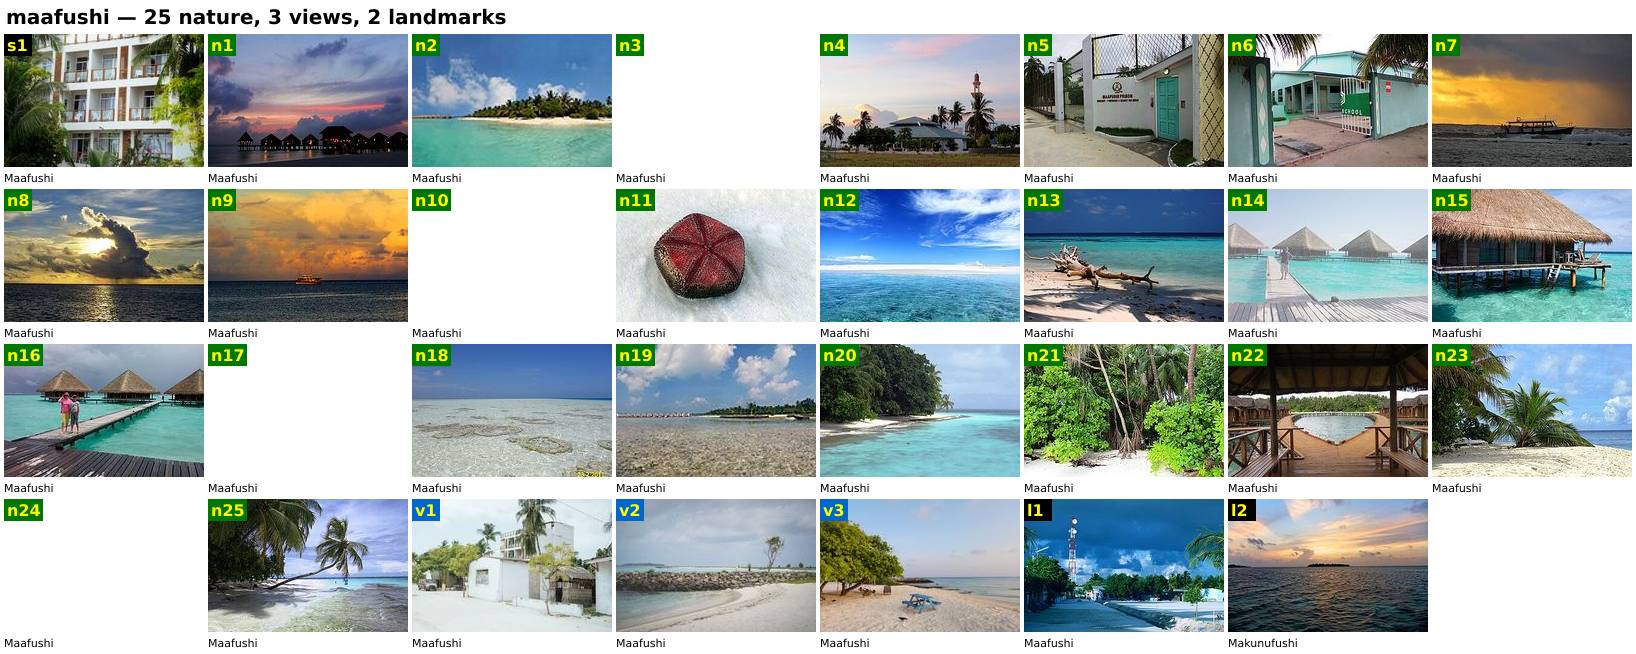 maafushi — 25 nature, 3 views, 2 landmarks
s1
n1
n2
n3
n4
n5
n6
n7
MAAFUSHI PRISON
SCHOOL
Maafushi
Maafushi
Maafushi
Maafushi
Maafushi
Maafushi
Maafushi
Maafushi
n8
n9
n10
n11
n12
n13
n14
n15
Maafushi
Maafushi
Maafushi
Maafushi
Maafushi
Maafushi
Maafushi
Maafushi
n16
n17
n18
n19
n20
n21
n22
n23
Maafushi
Maafushi
Maafushi
Maafushi
Maafushi
Maafushi
Maafushi
Maafushi
n24
n25
v1
v2
v3
l1
l2
Maafushi
Maafushi
Maafushi
Maafushi
Maafushi
Maafushi
Makunufushi